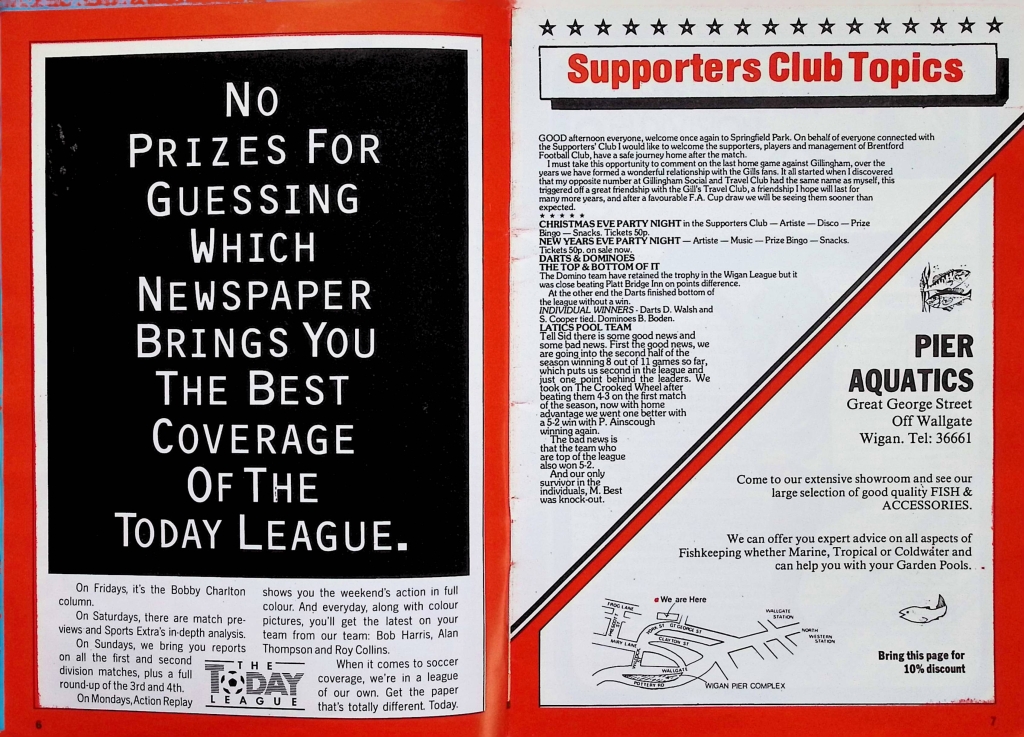 NO
PRIZES FOR
GUESSING
WHICH
NEWSPAPER
BRINGS YOU
THE BEST
COVERAGE
OF THE
TODAY LEAGUE.
On Fridays, it's the Bobby Charlton
column.
On Saturdays, there are match pre-
views and Sports Extra's in-depth analysis.
On Sundays, we bring you reports
on all the first and second
division matches, plus a full
round-up of the 3rd and 4th.
On Mondays, Action Replay
shows you the weekend's action in full
colour. And everyday, along with colour
pictures, you'll get the latest on your
team from our team: Bob Harris, Alan
Thompson and Roy Collins.
When it comes to soccer
coverage, we're in a league
of our own. Get the paper
that's totally different. Today.
THE
TODAY
LEAGUE
6
Supporters Club Topics
GOOD afternoon everyone, welcome once again to Springfield Park. On behalf of everyone connected with
the Supporters' Club I would like to welcome the supporters, players and management of Brentford
Football Club, have a safe journey home after the match.
I must take this opportunity to comment on the last home game against Gillingham, over the
years we have formed a wonderful relationship with the Gills fans. It all started when I discovered
that my opposite number at Gillingham Social and Travel Club had the same name as myself, this
triggered off a great friendship with the Gill's Travel Club, a friendship I hope will last for
many more years, and after a favourable F.A. Cup draw we will be seeing them sooner than
expected.
* * * * *
CHRISTMAS EVE PARTY NIGHT in the Supporters Club — Artiste — Disco — Prize
Bingo — Snacks. Tickets 50p.
NEW YEARS EVE PARTY NIGHT — Artiste — Music — Prize Bingo — Snacks.
Tickets 50p. on sale now.
DARTS & DOMINOES
THE TOP & BOTTOM OF IT
The Domino team have retained the trophy in the Wigan League but it
was close beating Platt Bridge Inn on points difference.
At the other end the Darts finished bottom of
the league without a win.
INDIVIDUAL WINNERS - Darts D. Walsh and
S. Cooper tied. Dominoes B. Boden.
LATICS POOL TEAM
Tell Sid there is some good news and
some bad news. First the good news, we
are going into the second half of the
season winning 8 out of 11 games so far,
which puts us second in the league and
just one point behind the leaders. We
took on The Crooked Wheel after
beating them 4-3 on the first match
of the season, now with home
advantage we went one better with
a 5-2 win with P. Ainscough
winning again.
The bad news is
that the team who
are top of the league
also won 5-2.
And our only
survivor in the
individuals, M. Best
was knock-out.
PIER
AQUATICS
Great George Street
Off Wallgate
Wigan. Tel: 36661
Come to our extensive showroom and see our
large selection of good quality FISH &
ACCESSORIES.
We can offer you expert advice on all aspects of
Fishkeeping whether Marine, Tropical or Coldwater and
can help you with your Garden Pools.
We are Here
FROG LANE
PRESCOTT ST
YORK ST
GT GEORGE ST
CLAYTON ST
MIRY LANE
WALLGATE
POTTERY RD
WALLGATE
STATION
NORTH
WESTERN
STATION
WIGAN PIER COMPLEX
Bring this page for
10% discount
7